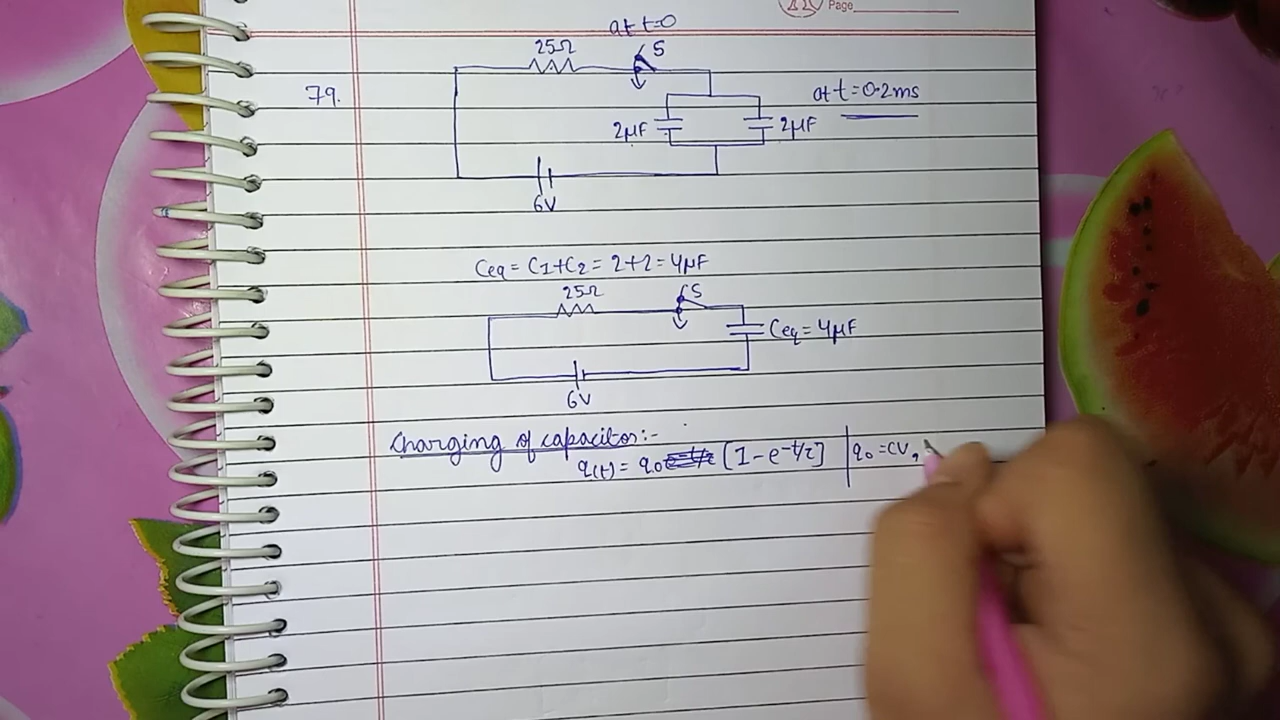 Page
at t=0
25Ω S
79.
at t=0.2ms
2μF 2μF
6V
Ceq = C1+C2 = 2+2 = 4μF
25Ω S
Ceq = 4μF
6V
Charging of capacitor:-
q(t) = q0 [1-e-t/τ] | q0 = CV,